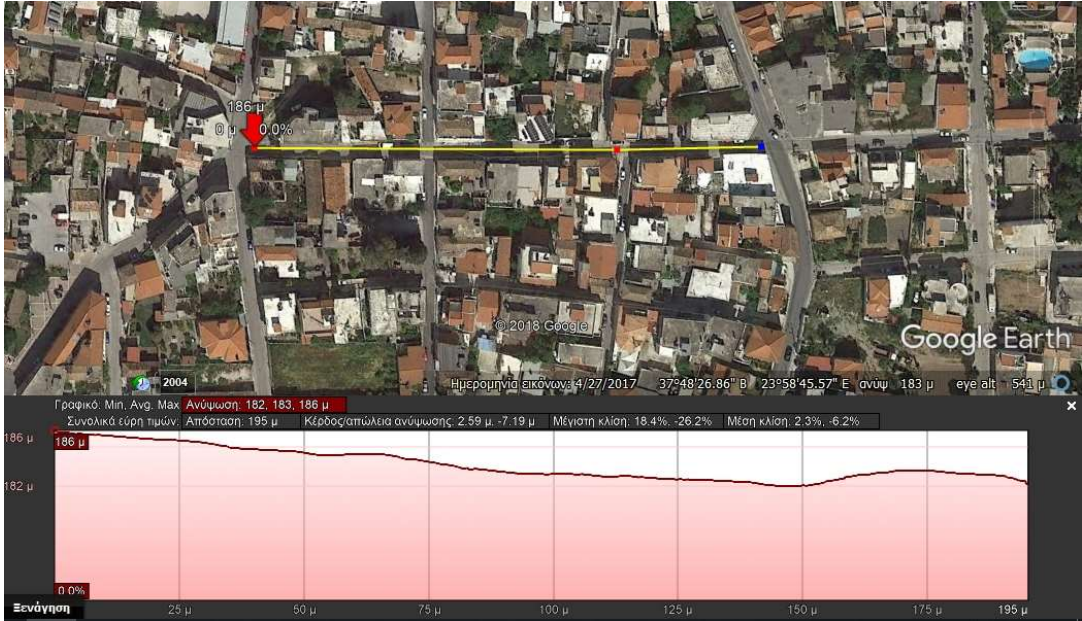 186 μ
0 μ 0.0%
© 2018 Google
Google Earth
2004
Ημερομηνία εικόνων: 4/27/2017 37°48'26.86" Β 23°58'45.57" Ε ανύψ 183 μ eye alt 541 μ
Γραφικό: Min, Avg, Max Ανύψωση: 182, 183, 186 μ
Συνολικά εύρη τιμών: Απόσταση: 195 μ Κέρδος/απώλεια ανύψωσης: 2.59 μ, -7.19 μ Μέγιστη κλίση: 18.4%, -26.2% Μέση κλίση: 2.3%, -6.2%
186 μ
186 μ
182 μ
0.0%
Ξενάγηση
25 μ 50 μ 75 μ 100 μ 125 μ 150 μ 175 μ 195 μ